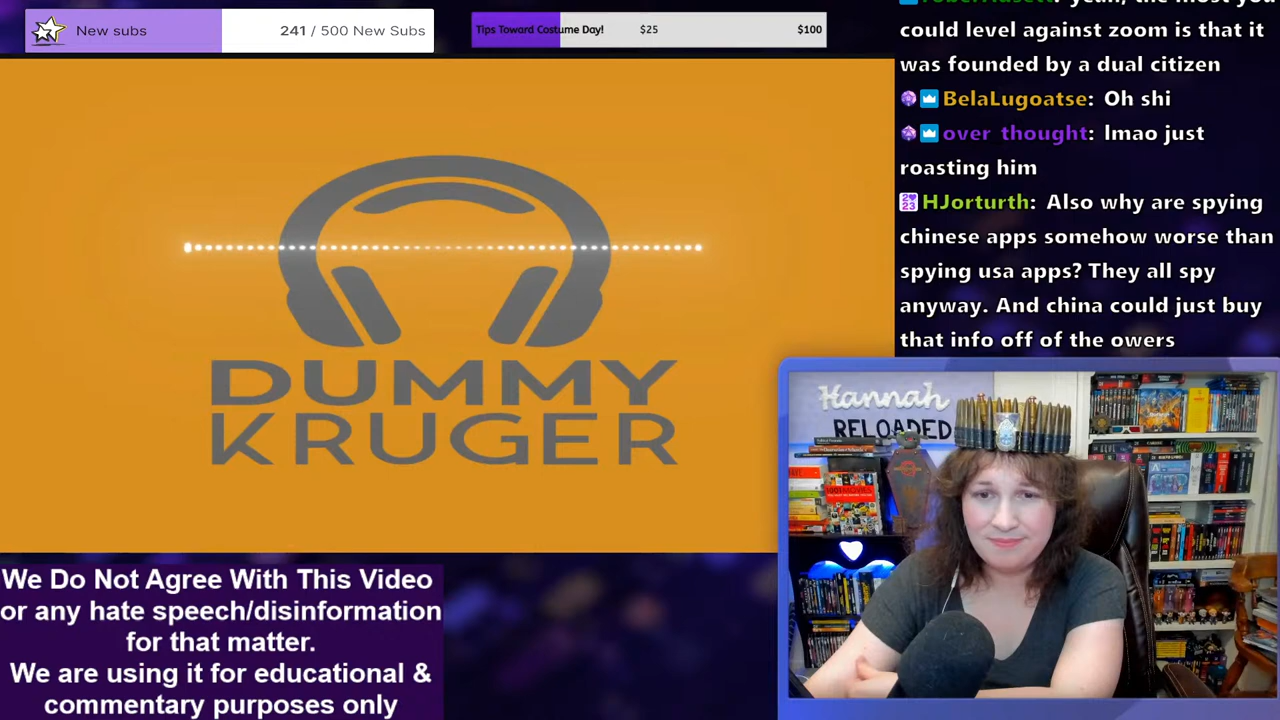 New subs
241 / 500 New Subs
Tips Toward Costume Day!
$25
$100
could level against zoom is that it
was founded by a dual citizen
BelaLugoatse: Oh shi
over thought: lmao just
roasting him
HJorturth: Also why are spying
chinese apps somehow worse than
spying usa apps? They all spy
anyway. And china could just buy
that info off of the owers
DUMMY
KRUGER
Hannah
RELOADED
We Do Not Agree With This Video
or any hate speech/disinformation
for that matter.
We are using it for educational &
commentary purposes only